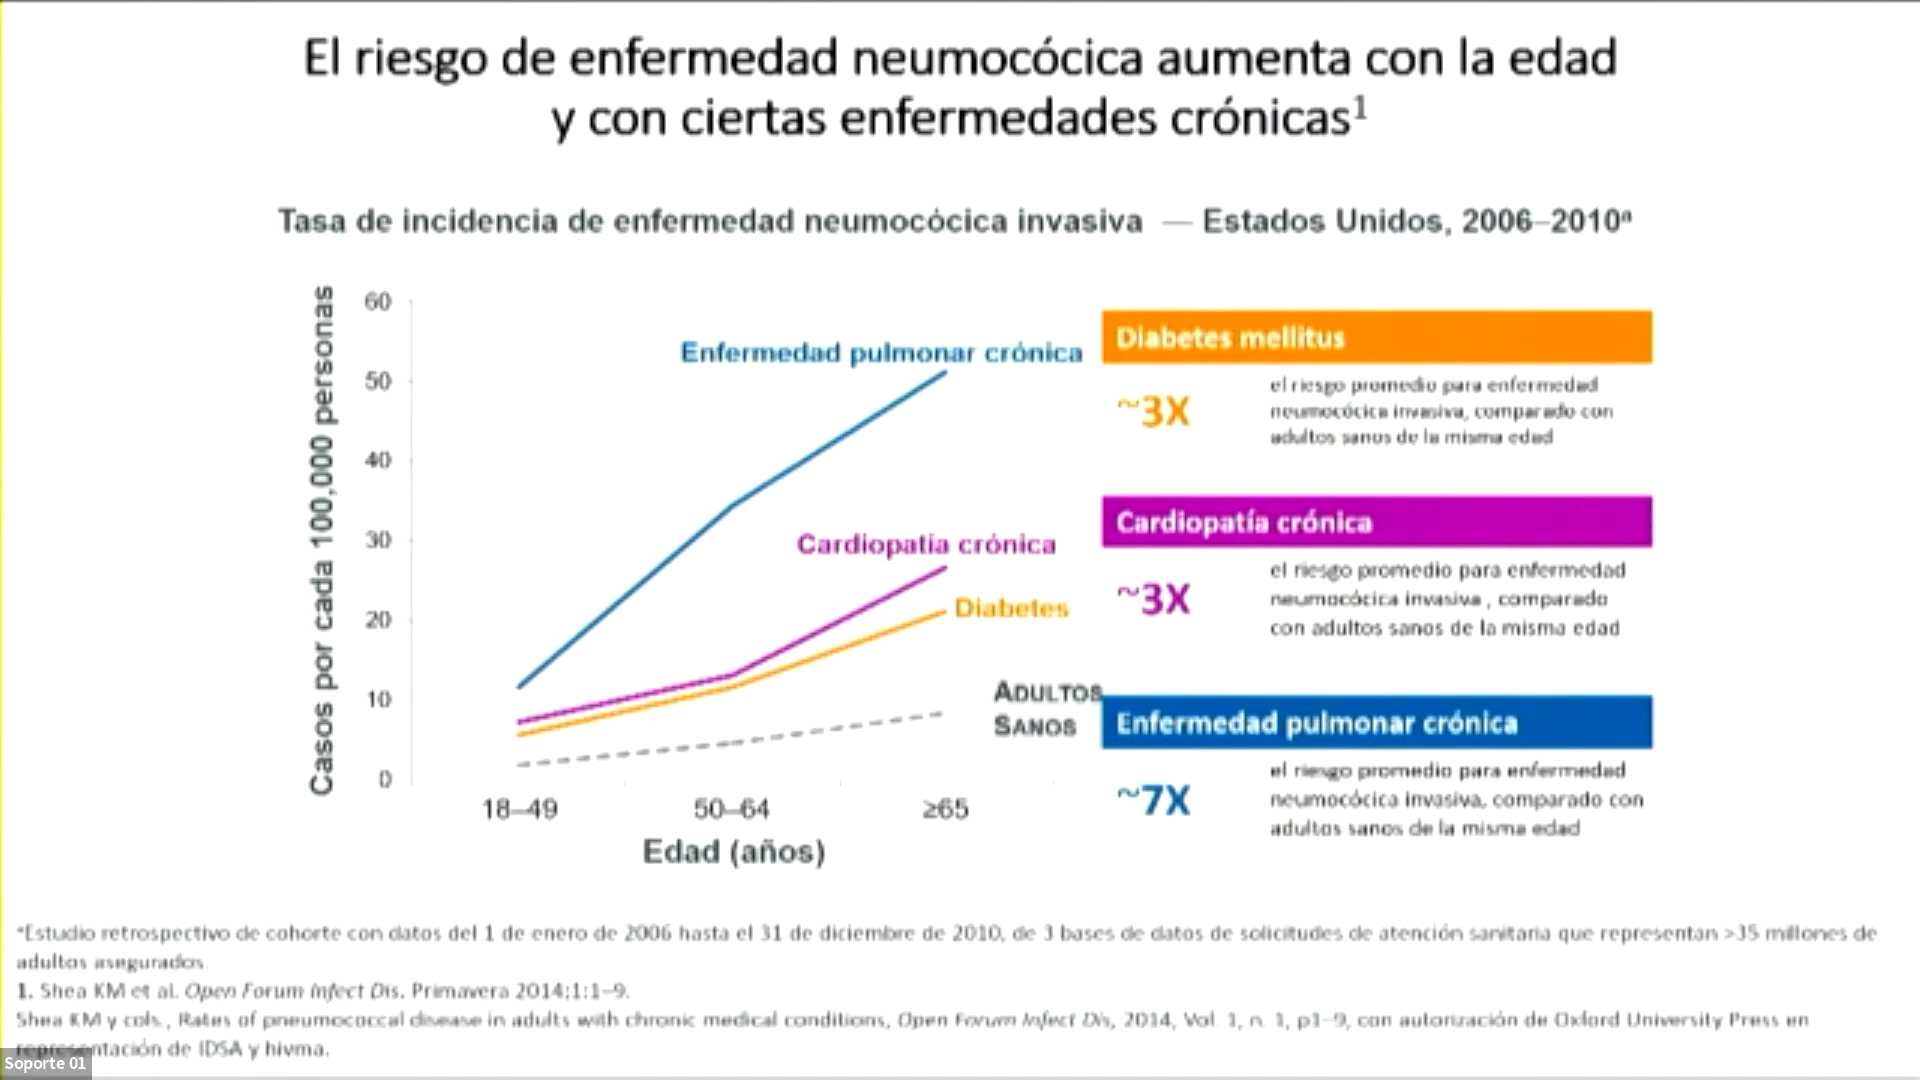 El riesgo de enfermedad neumocócica aumenta con la edad
y con ciertas enfermedades crónicas¹
Tasa de incidencia de enfermedad neumocócica invasiva — Estados Unidos, 2006–2010ª
Casos por cada 100,000 personas
60
50
40
30
20
10
0
Enfermedad pulmonar crónica
Cardiopatía crónica
Diabetes
ADULTOS
SANOS
18–49 50–64 ≥65
Edad (años)
Diabetes mellitus
~3X
el riesgo promedio para enfermedad
neumocócica invasiva, comparado con
adultos sanos de la misma edad
Cardiopatía crónica
~3X
el riesgo promedio para enfermedad
neumocócica invasiva , comparado
con adultos sanos de la misma edad
Enfermedad pulmonar crónica
~7X
el riesgo promedio para enfermedad
neumocócica invasiva, comparado con
adultos sanos de la misma edad
ªEstudio retrospectivo de cohorte con datos del 1 de enero de 2006 hasta el 31 de diciembre de 2010, de 3 bases de datos de solicitudes de atención sanitaria que representan >35 millones de
adultos asegurados
1. Shea KM et al. Open Forum Infect Dis. Primavera 2014;1:1–9.
Shea KM y cols., Rates of pneumococcal disease in adults with chronic medical conditions, Open Forum Infect Dis, 2014, Vol. 1, n. 1, p1–9, con autorización de Oxford University Press en
representación de IDSA y hivma.
Soporte 01